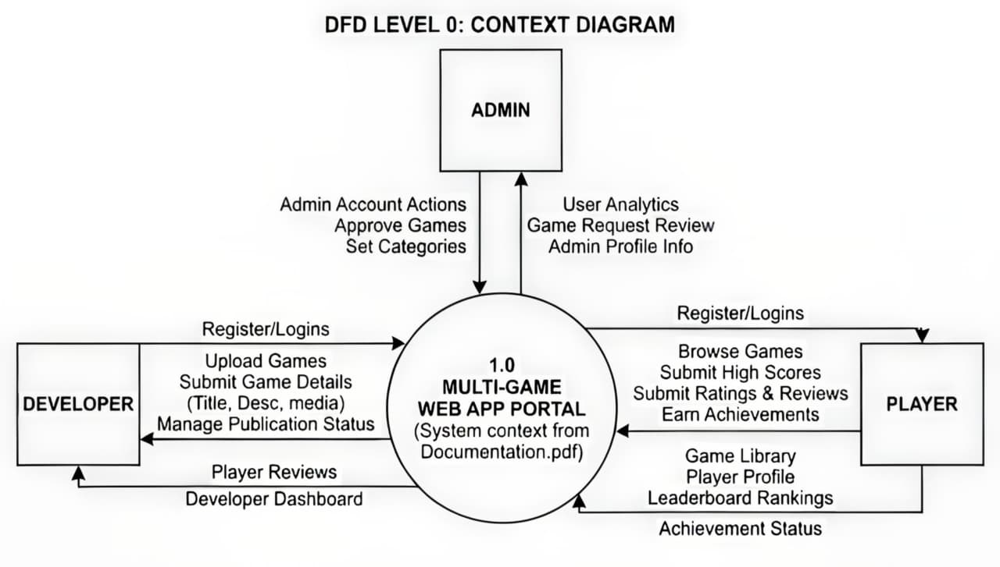 DFD LEVEL 0: CONTEXT DIAGRAM
ADMIN
Admin Account Actions
Approve Games
Set Categories
User Analytics
Game Request Review
Admin Profile Info
Register/Logins
Upload Games
Submit Game Details
(Title, Desc, media)
Manage Publication Status
DEVELOPER
Player Reviews
Developer Dashboard
1.0
MULTI-GAME
WEB APP PORTAL
(System context from
Documentation.pdf)
Register/Logins
Browse Games
Submit High Scores
Submit Ratings & Reviews
Earn Achievements
PLAYER
Game Library
Player Profile
Leaderboard Rankings
Achievement Status